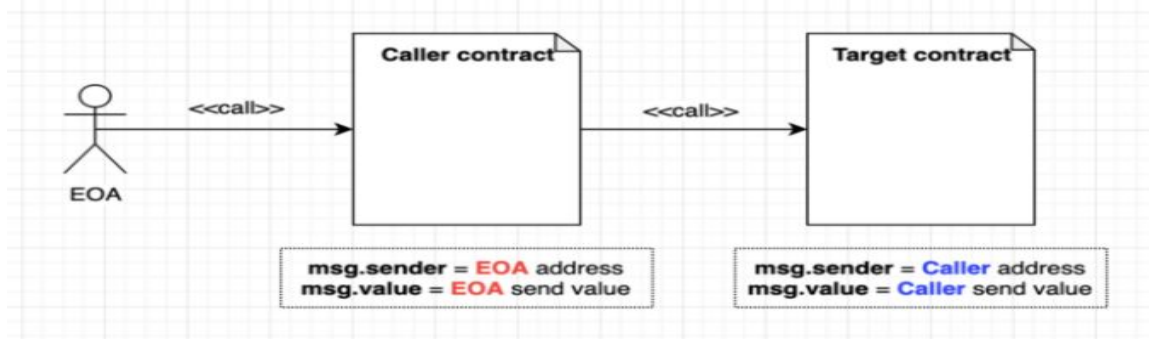 Caller contract
Target contract
<<call>>
<<call>>
EOA
msg.sender = EOA address
msg.value = EOA send value
msg.sender = Caller address
msg.value = Caller send value